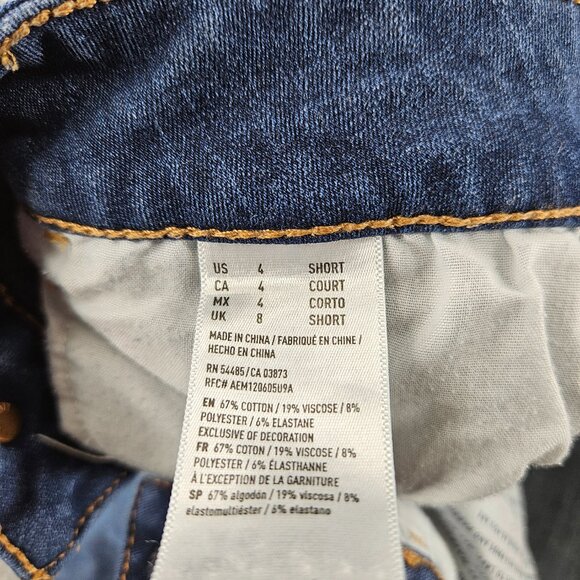 US 4 SHORT
CA 4 COURT
MX 4 CORTO
UK 8 SHORT
MADE IN CHINA / FABRIQUÉ EN CHINE /
HECHO EN CHINA
RN 54485 / CA 03873
RFC# AEM120605U9A
EN 67% COTTON / 19% VISCOSE / 8%
POLYESTER / 6% ELASTANE
EXCLUSIVE OF DECORATION
FR 67% COTON / 19% VISCOSE / 8%
POLYESTER / 6% ÉLASTHANNE
À L'EXCEPTION DE LA GARNITURE
SP 67% algodón / 19% viscosa / 8%
elastomultiéster / 6% elastano